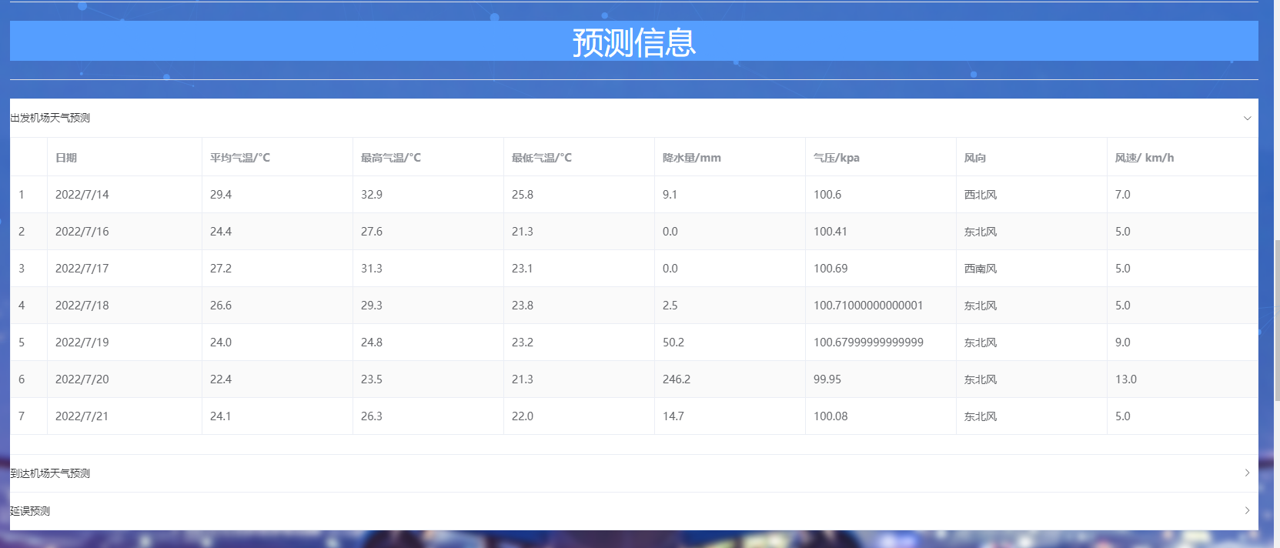 预测信息
出发机场天气预测
日期 平均气温/°C 最高气温/°C 最低气温/°C 降水量/mm 气压/kpa 风向 风速/ km/h
1 2022/7/14 29.4 32.9 25.8 9.1 100.6 西北风 7.0
2 2022/7/16 24.4 27.6 21.3 0.0 100.41 东北风 5.0
3 2022/7/17 27.2 31.3 23.1 0.0 100.69 西南风 5.0
4 2022/7/18 26.6 29.3 23.8 2.5 100.71000000000001 东北风 5.0
5 2022/7/19 24.0 24.8 23.2 50.2 100.67999999999999 东北风 9.0
6 2022/7/20 22.4 23.5 21.3 246.2 99.95 东北风 13.0
7 2022/7/21 24.1 26.3 22.0 14.7 100.08 东北风 5.0
到达机场天气预测
延误预测